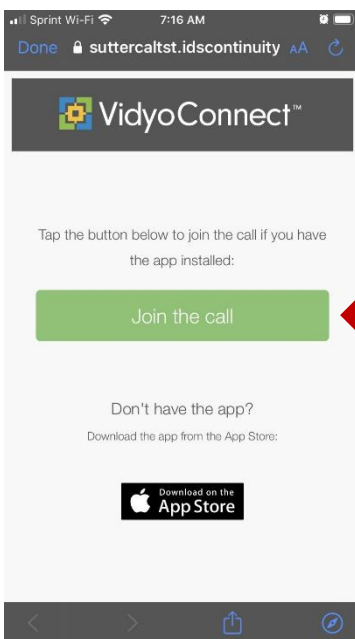 Sprint Wi-Fi 7:16 AM
Done suttercaltst.idscontinuity AA
VidyoConnect™
Tap the button below to join the call if you have
the app installed:
Join the call
Don't have the app?
Download the app from the App Store:
Download on the
App Store